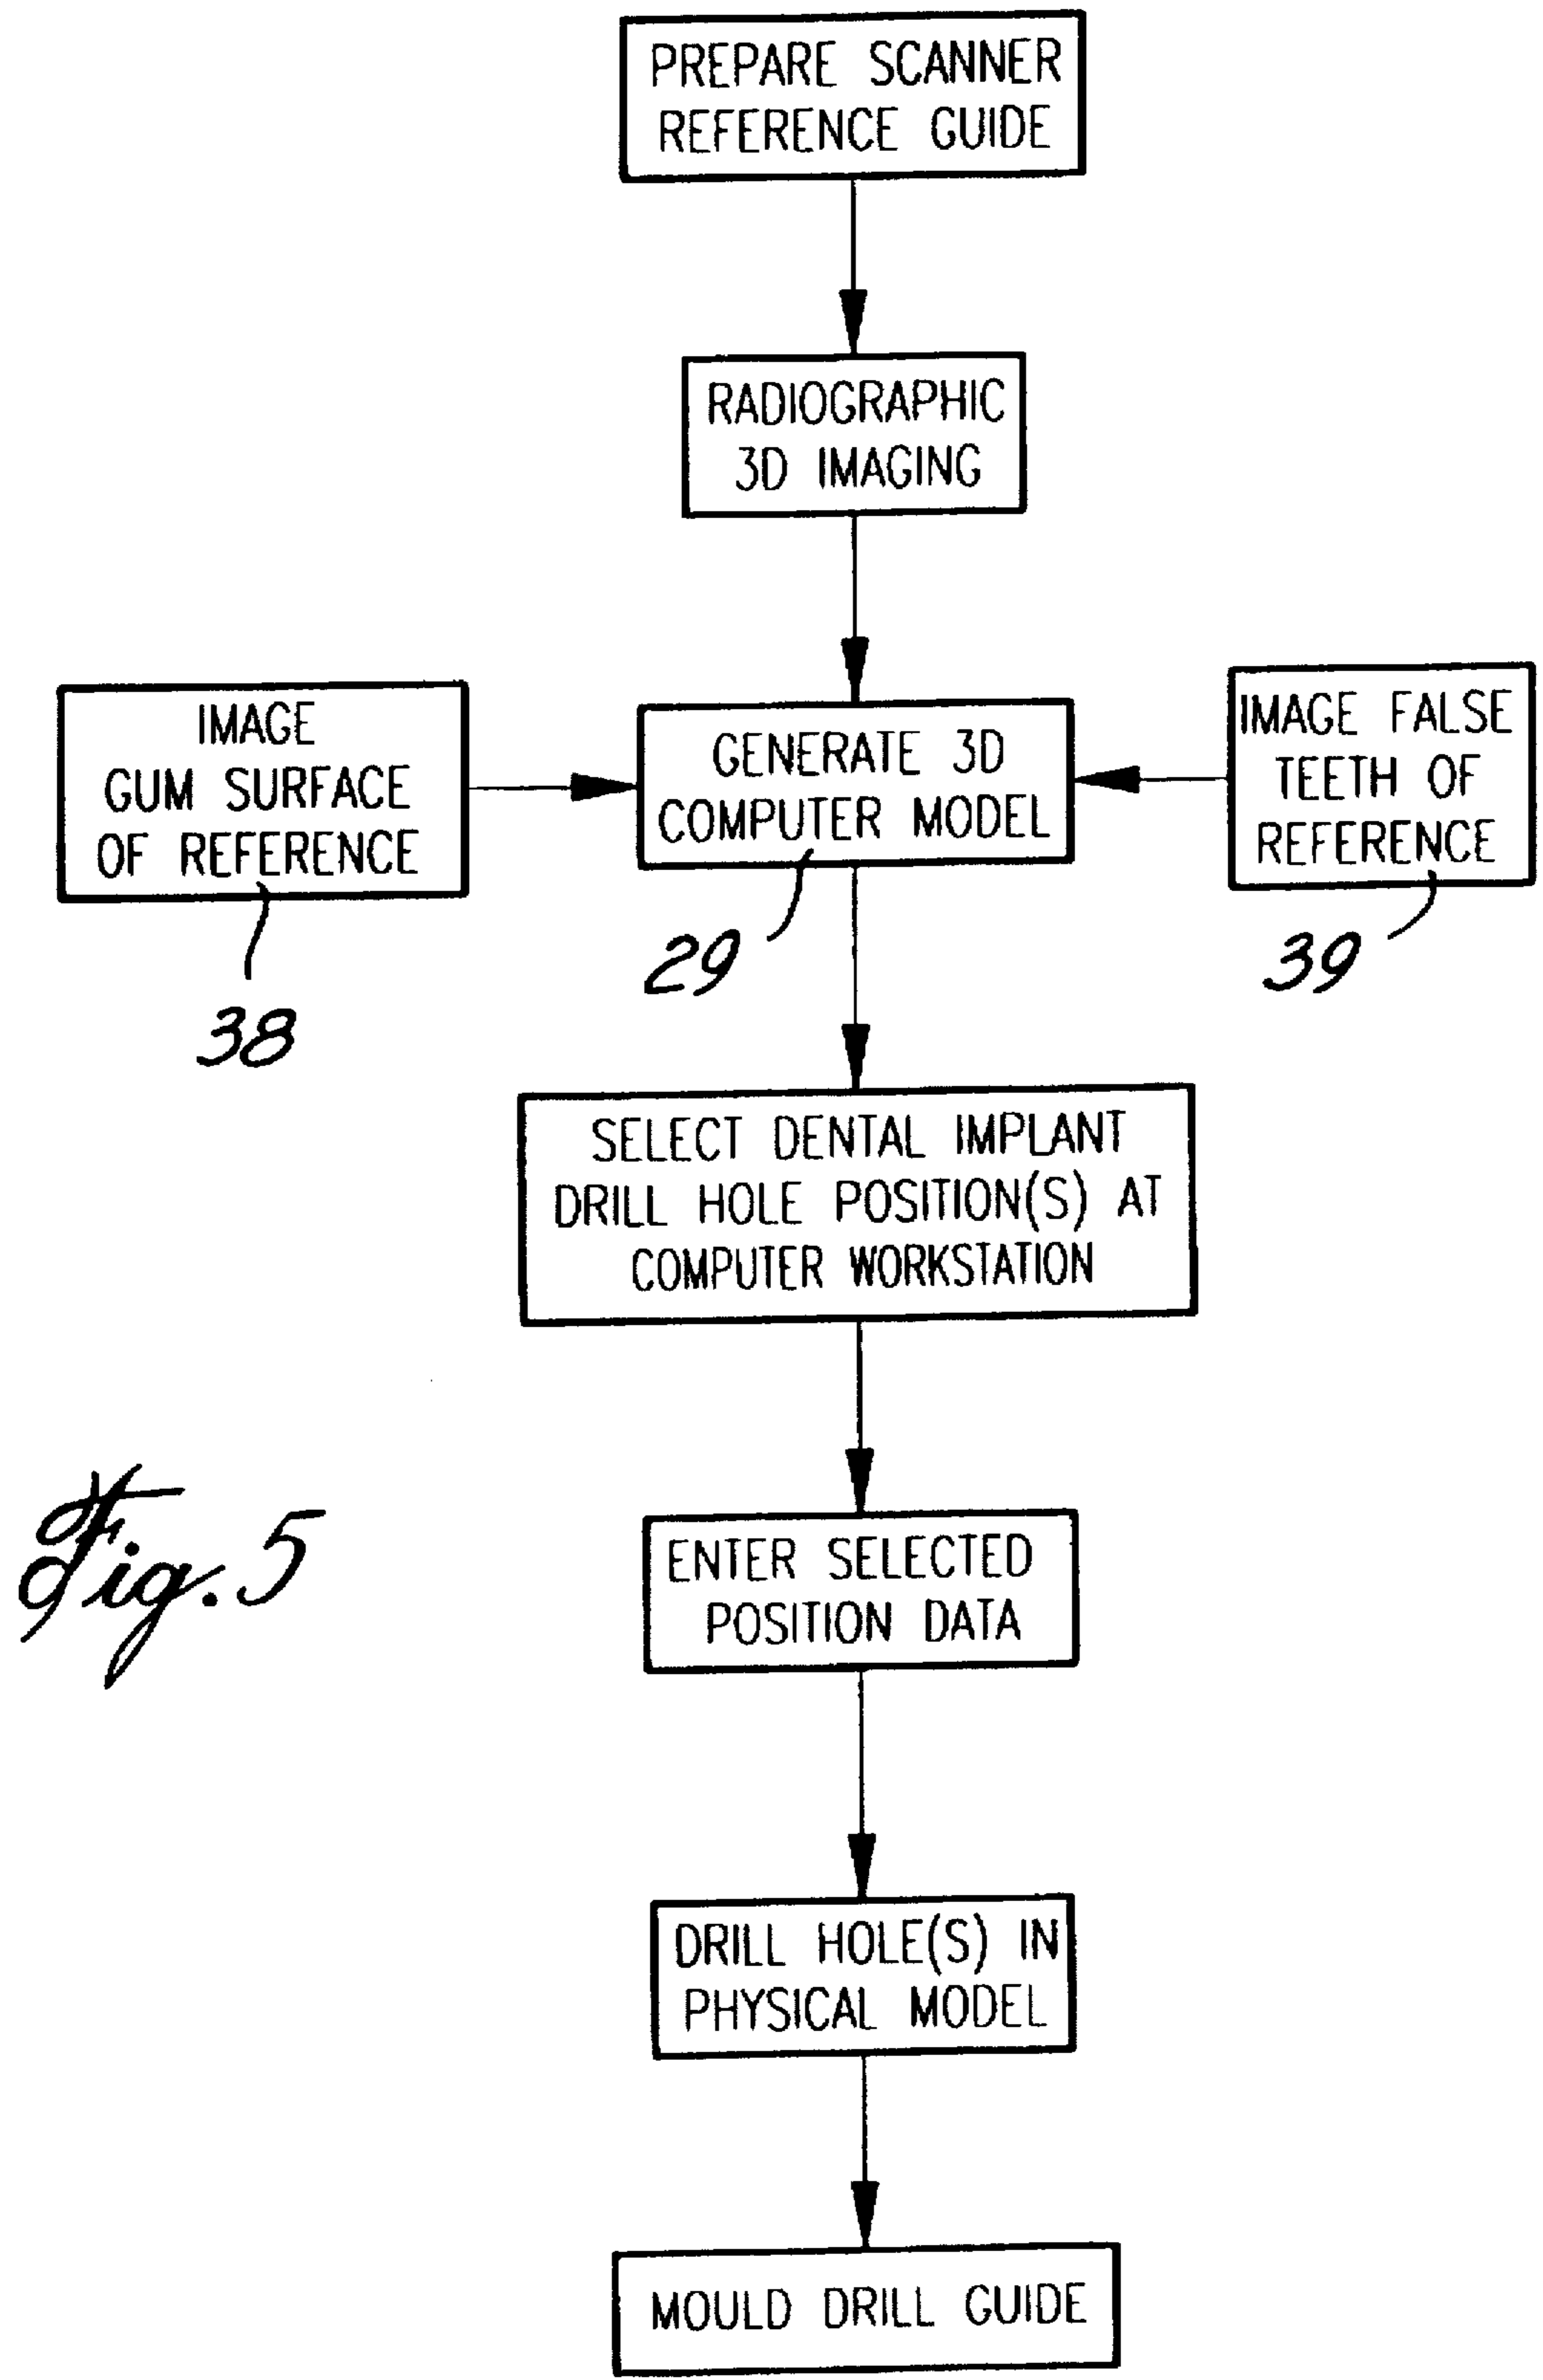 PREPARE SCANNER
REFERENCE GUIDE
RADIOGRAPHIC
3D IMAGING
IMAGE
GUM SURFACE
OF REFERENCE
38
GENERATE 3D
COMPUTER MODEL
29
IMAGE FALSE
TEETH OF
REFERENCE
39
SELECT DENTAL IMPLANT
DRILL HOLE POSITION(S) AT
COMPUTER WORKSTATION
ENTER SELECTED
POSITION DATA
Fig. 5
DRILL HOLE(S) IN
PHYSICAL MODEL
MOULD DRILL GUIDE